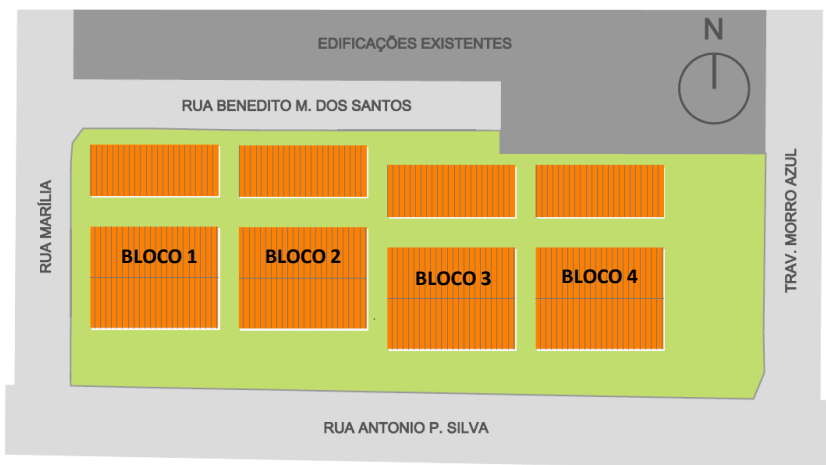 N
EDIFICAÇÕES EXISTENTES
RUA BENEDITO M. DOS SANTOS
RUA MARÍLIA
TRAV. MORRO AZUL
BLOCO 1
BLOCO 2
BLOCO 3
BLOCO 4
RUA ANTONIO P. SILVA